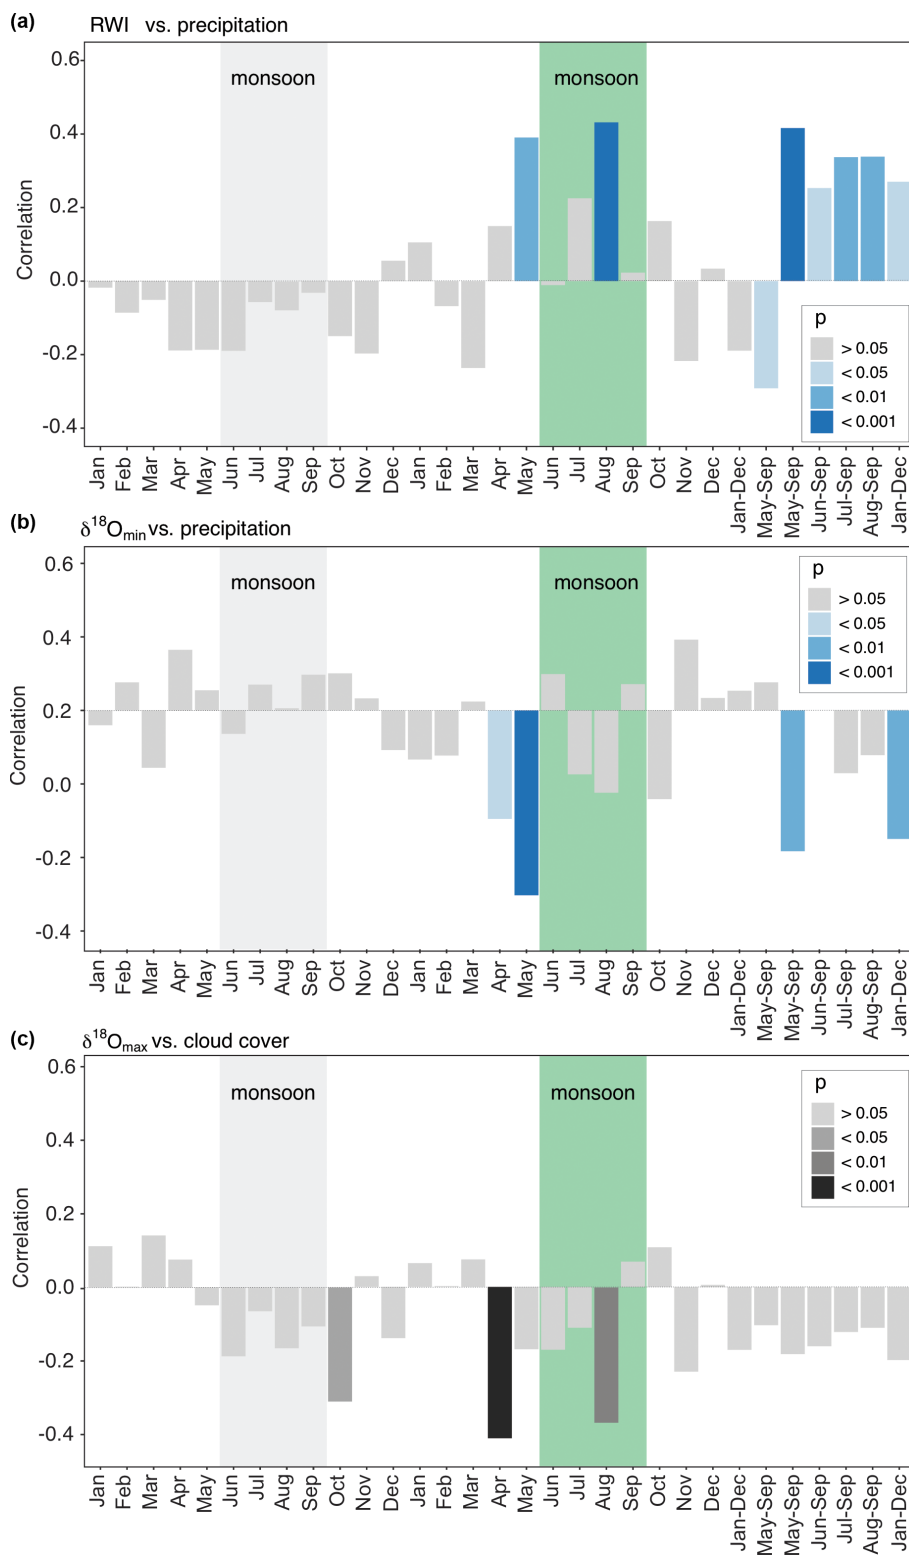 (a) RWI vs. precipitation
monsoon monsoon
0.6
0.4
0.2
0.0
-0.2
-0.4
Correlation
p
> 0.05
< 0.05
< 0.01
< 0.001
Jan Feb Mar Apr May Jun Jul Aug Sep Oct Nov Dec Jan Feb Mar Apr May Jun Jul Aug Sep Oct Nov Dec Jan-Dec May-Sep May-Sep Jun-Sep Jul-Sep Aug-Sep Jan-Dec
(b) δ¹⁸Omin vs. precipitation
monsoon monsoon
0.6
0.4
0.2
0.0
-0.2
-0.4
Correlation
p
> 0.05
< 0.05
< 0.01
< 0.001
Jan Feb Mar Apr May Jun Jul Aug Sep Oct Nov Dec Jan Feb Mar Apr May Jun Jul Aug Sep Oct Nov Dec Jan-Dec May-Sep May-Sep Jun-Sep Jul-Sep Aug-Sep Jan-Dec
(c) δ¹⁸Omax vs. cloud cover
monsoon monsoon
0.6
0.4
0.2
0.0
-0.2
-0.4
Correlation
p
> 0.05
< 0.05
< 0.01
< 0.001
Jan Feb Mar Apr May Jun Jul Aug Sep Oct Nov Dec Jan Feb Mar Apr May Jun Jul Aug Sep Oct Nov Dec Jan-Dec May-Sep May-Sep Jun-Sep Jul-Sep Aug-Sep Jan-Dec